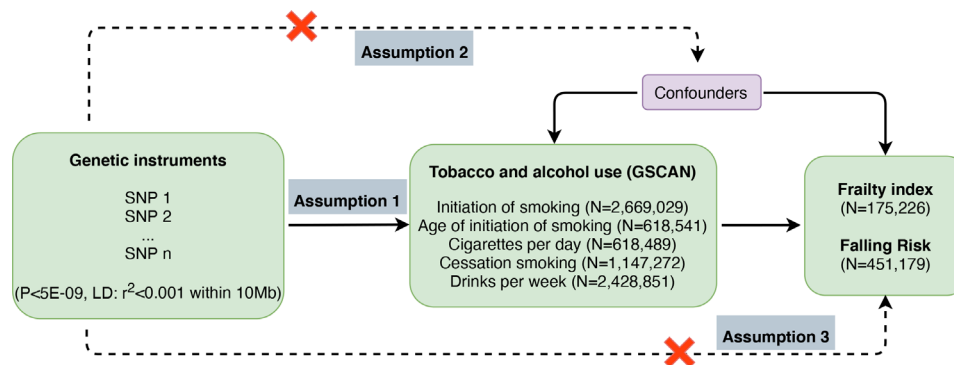 Assumption 2
Confounders
Genetic instruments
SNP 1
SNP 2
...
SNP n
(P<5E-09, LD: r²<0.001 within 10Mb)
Assumption 1
Tobacco and alcohol use (GSCAN)
Initiation of smoking (N=2,669,029)
Age of initiation of smoking (N=618,541)
Cigarettes per day (N=618,489)
Cessation smoking (N=1,147,272)
Drinks per week (N=2,428,851)
Frailty index
(N=175,226)
Falling Risk
(N=451,179)
Assumption 3